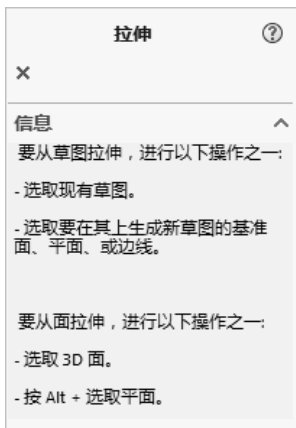 拉伸
信息
要从草图拉伸，进行以下操作之一:
- 选取现有草图。
- 选取要在其上生成新草图的基准
面、平面、或边线。
要从面拉伸，进行以下操作之一:
- 选取 3D 面。
- 按 Alt + 选取平面。